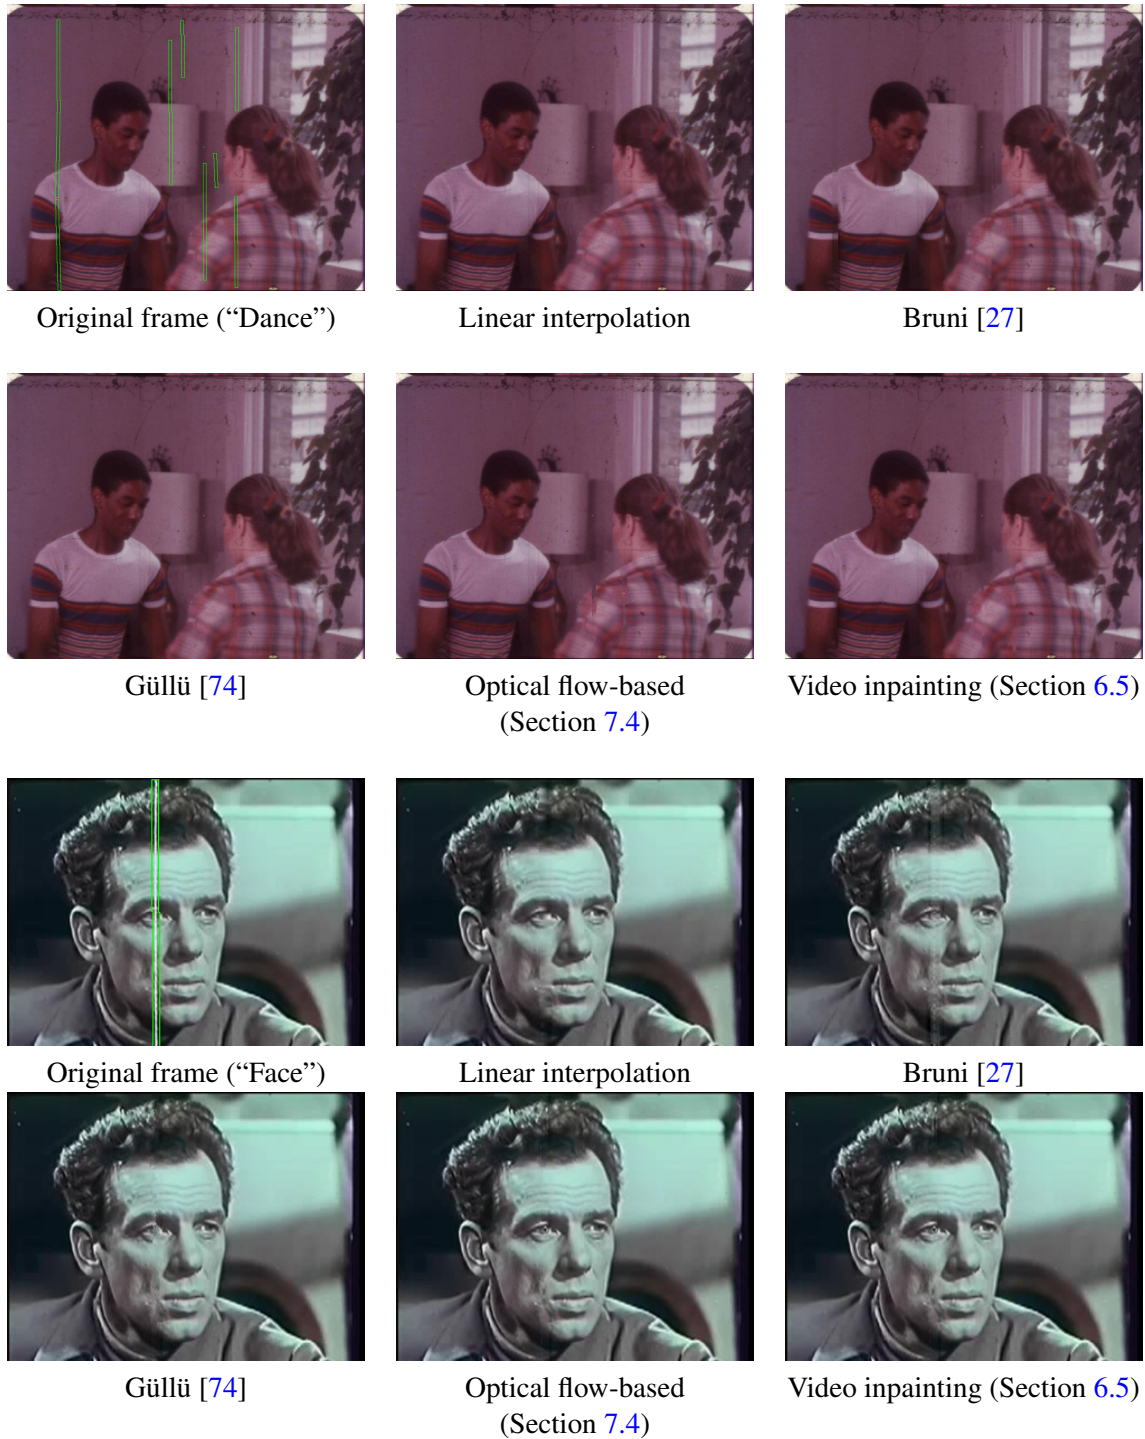 Original frame (“Dance”)
Linear interpolation
Bruni [27]
Güllü [74]
Optical flow-based
(Section 7.4)
Video inpainting (Section 6.5)
Original frame (“Face”)
Linear interpolation
Bruni [27]
Güllü [74]
Optical flow-based
(Section 7.4)
Video inpainting (Section 6.5)